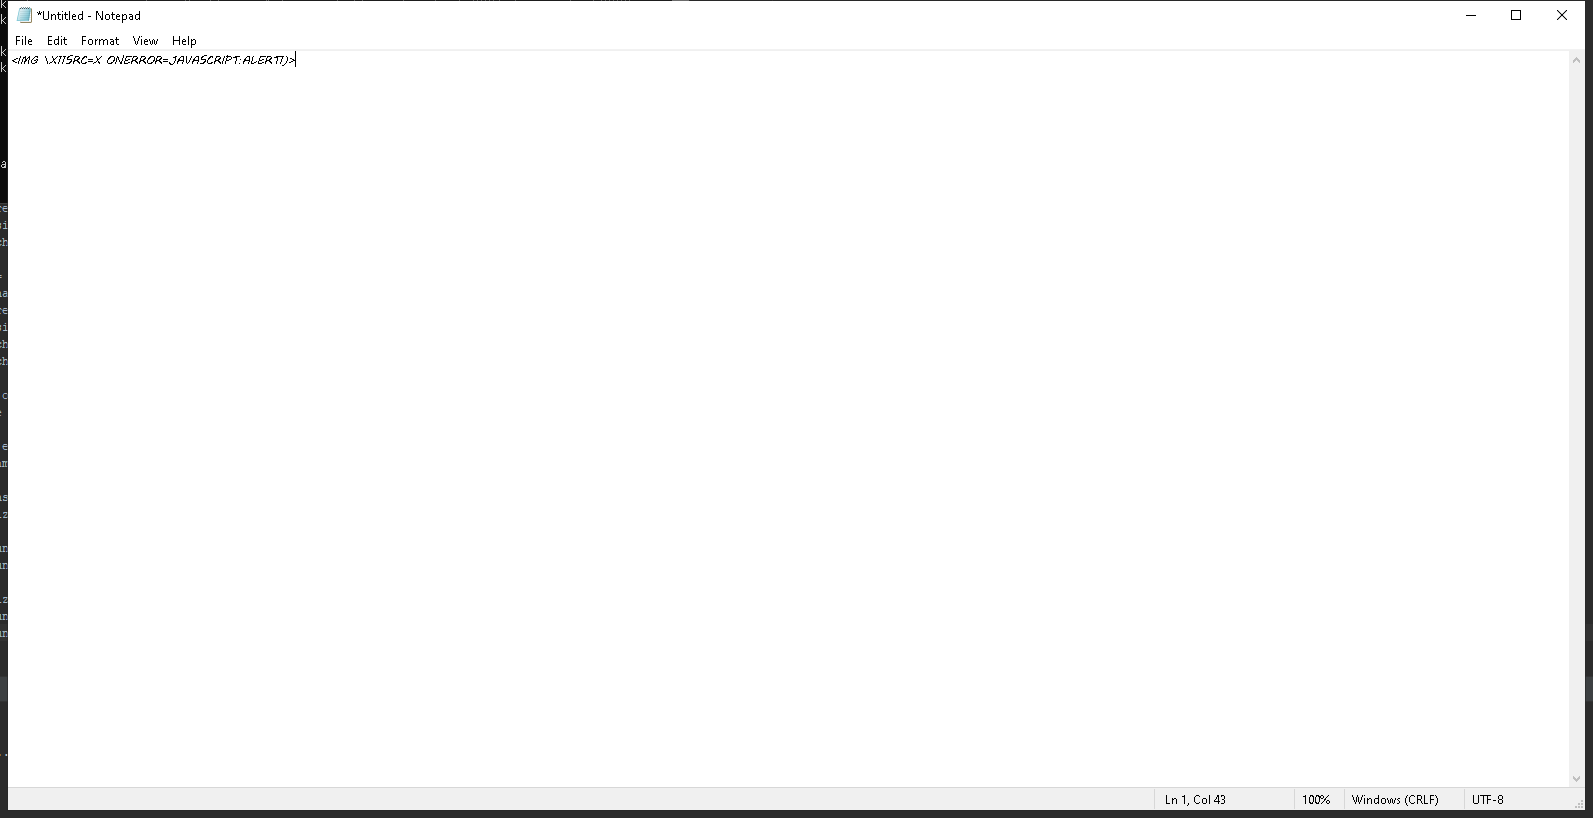 *Untitled - Notepad
File Edit Format View Help
<IMG \X11SRC=X ONERROR=JAVASCRIPT:ALERT1)>
Ln 1, Col 43 100% Windows (CRLF) UTF-8